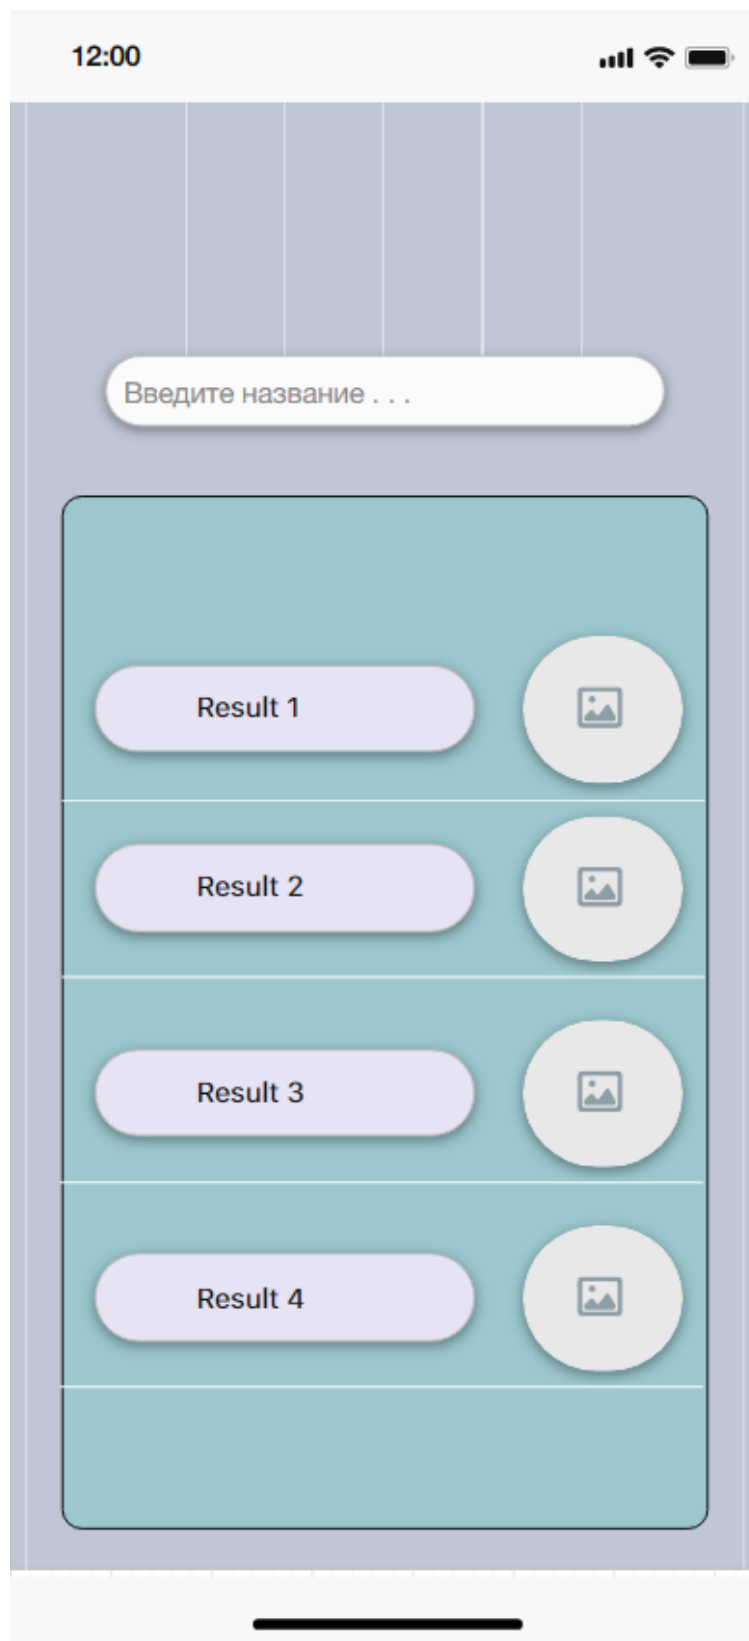 12:00
Введите название . . .
Result 1
Result 2
Result 3
Result 4